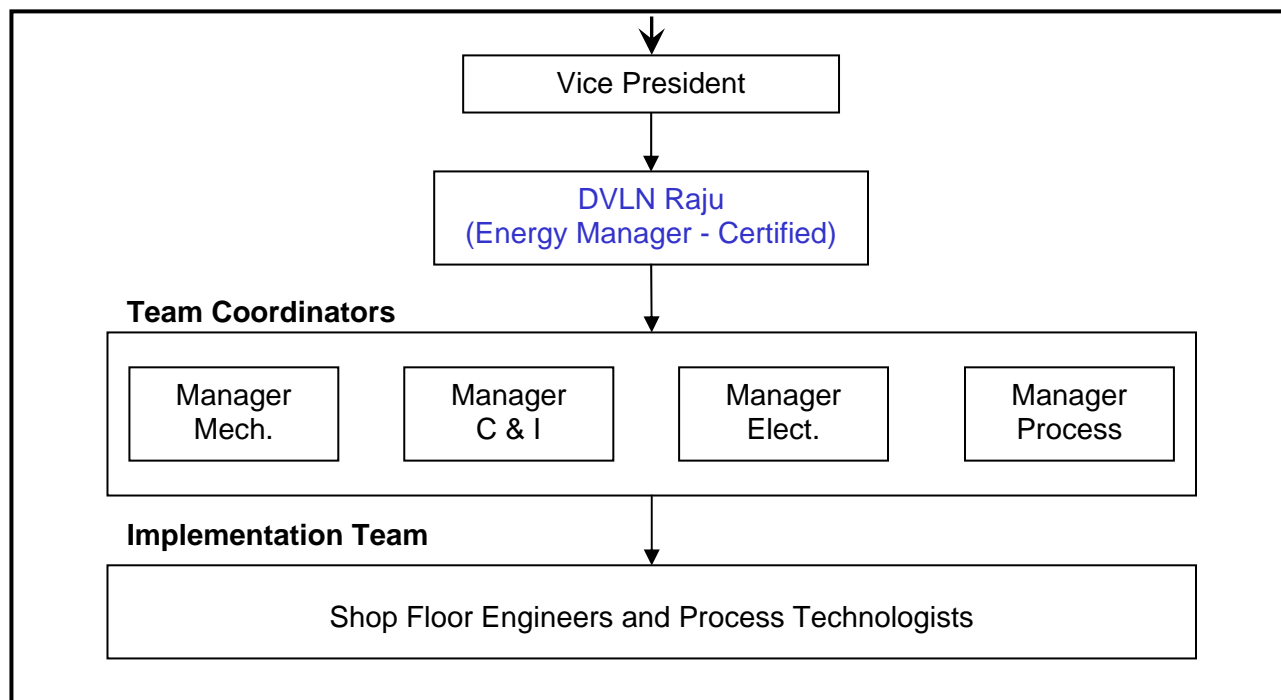 Vice President
DVLN Raju
(Energy Manager - Certified)
Team Coordinators
Manager
Mech.
Manager
C & I
Manager
Elect.
Manager
Process
Implementation Team
Shop Floor Engineers and Process Technologists